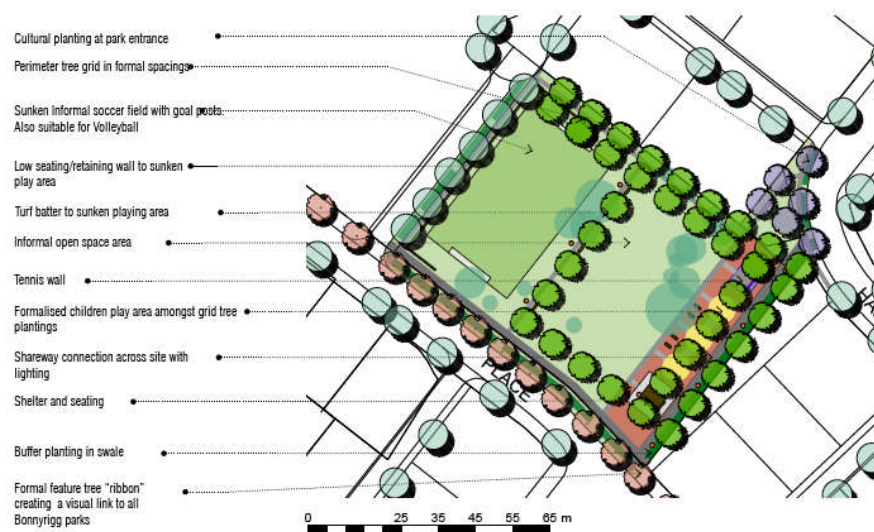 Cultural planting at park entrance
Perimeter tree grid in formal spacings
Sunken Informal soccer field with goal posts.
Also suitable for Volleyball
Low seating/retaining wall to sunken
play area
Turf batter to sunken playing area
Informal open space area
Tennis wall
Formalised children play area amongst grid tree
plantings
Shareway connection across site with
lighting
Shelter and seating
Buffer planting in swale
Formal feature tree "ribbon"
creating a visual link to all
Bonnyrigg parks
PLACE
0 25 35 45 55 65 m